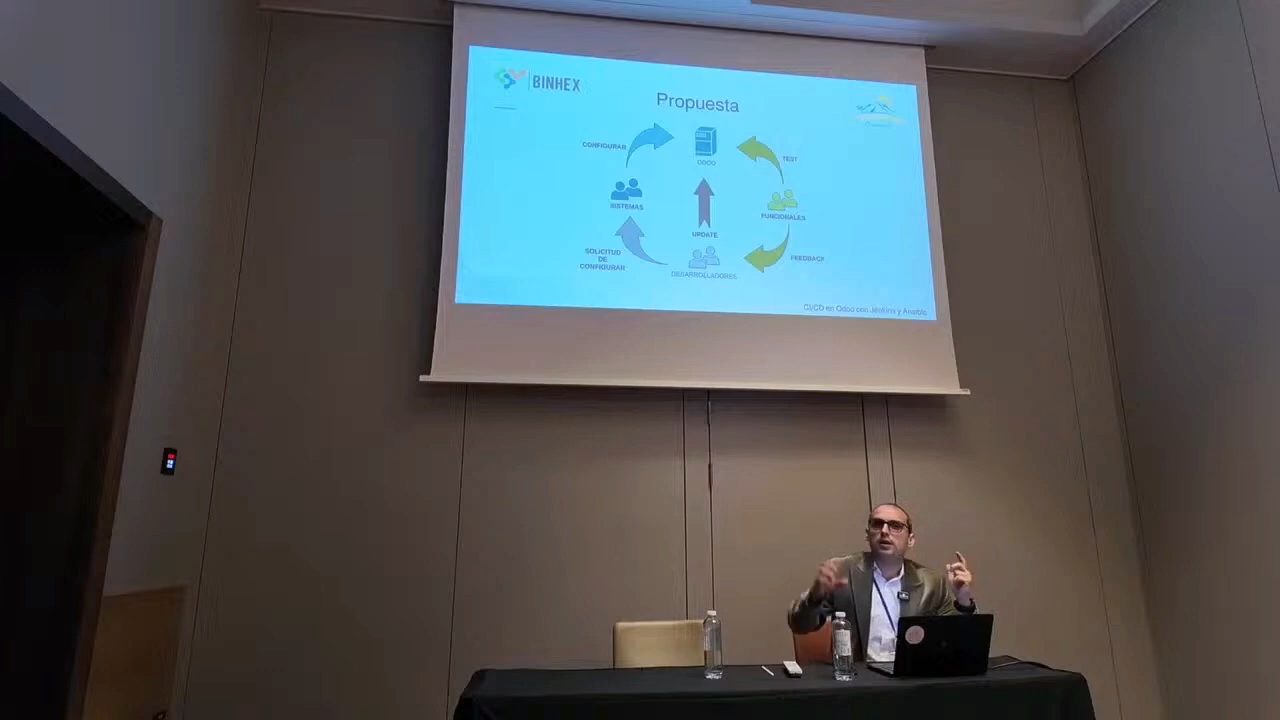 BINHEX
Propuesta
CONFIGURAR
ODOO
TEST
SISTEMAS
FUNCIONALES
UPDATE
SOLICITUD
DE
CONFIGURAR
FEEDBACK
DESARROLLADORES
CI/CD en Odoo con Jenkins y Ansible